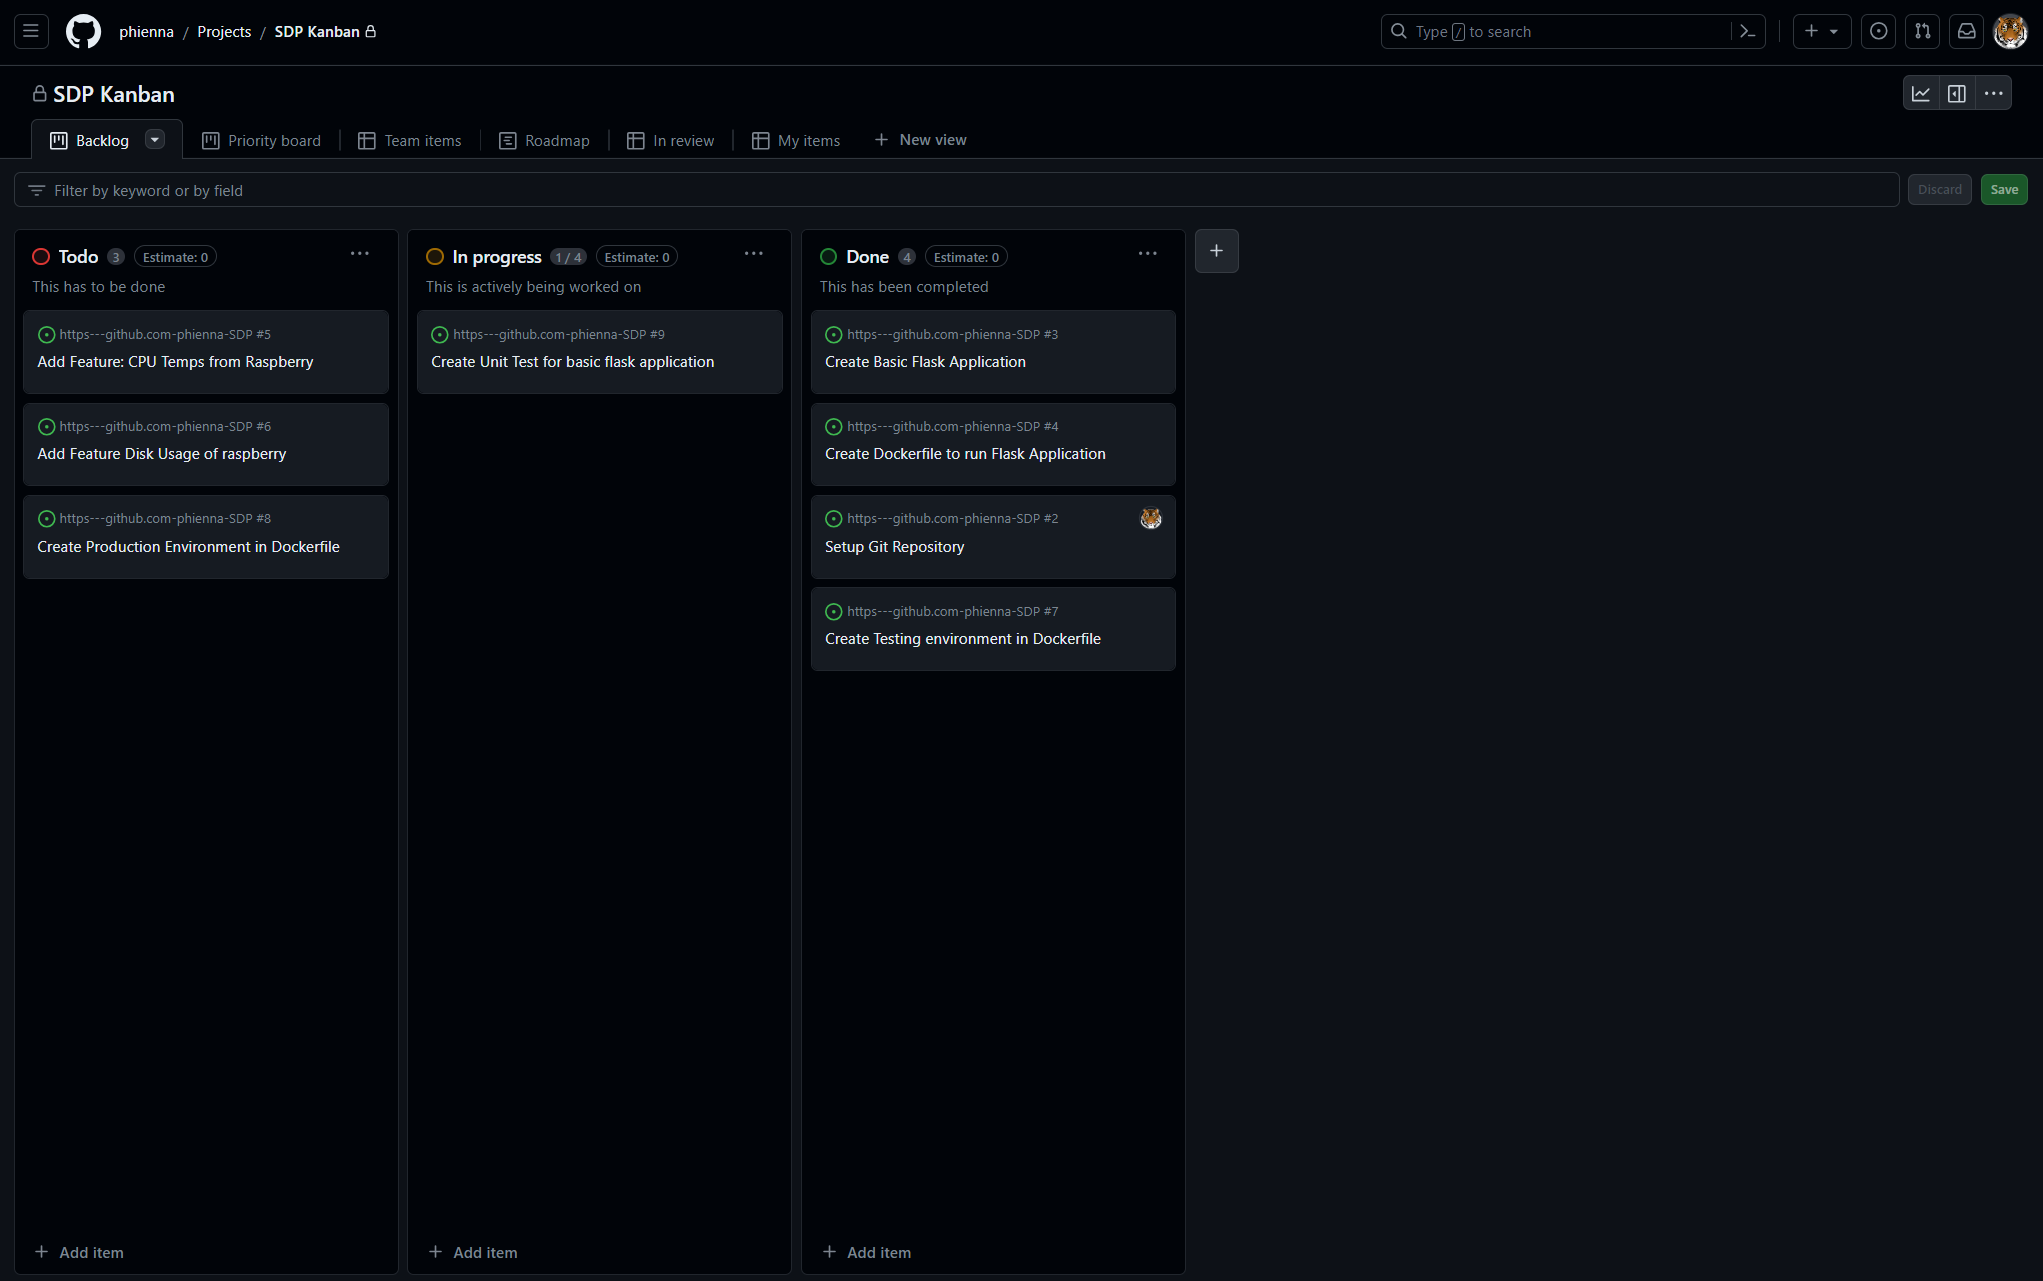 phienna / Projects / SDP Kanban
Type / to search
SDP Kanban
Backlog
Priority board
Team items
Roadmap
In review
My items
New view
Filter by keyword or by field
Discard
Save
Todo 3 Estimate: 0
This has to be done
https---github.com-phienna-SDP #5
Add Feature: CPU Temps from Raspberry
https---github.com-phienna-SDP #6
Add Feature Disk Usage of raspberry
https---github.com-phienna-SDP #8
Create Production Environment in Dockerfile
Add item
In progress 1 / 4 Estimate: 0
This is actively being worked on
https---github.com-phienna-SDP #9
Create Unit Test for basic flask application
Add item
Done 4 Estimate: 0
This has been completed
https---github.com-phienna-SDP #3
Create Basic Flask Application
https---github.com-phienna-SDP #4
Create Dockerfile to run Flask Application
https---github.com-phienna-SDP #2
Setup Git Repository
https---github.com-phienna-SDP #7
Create Testing environment in Dockerfile
Add item